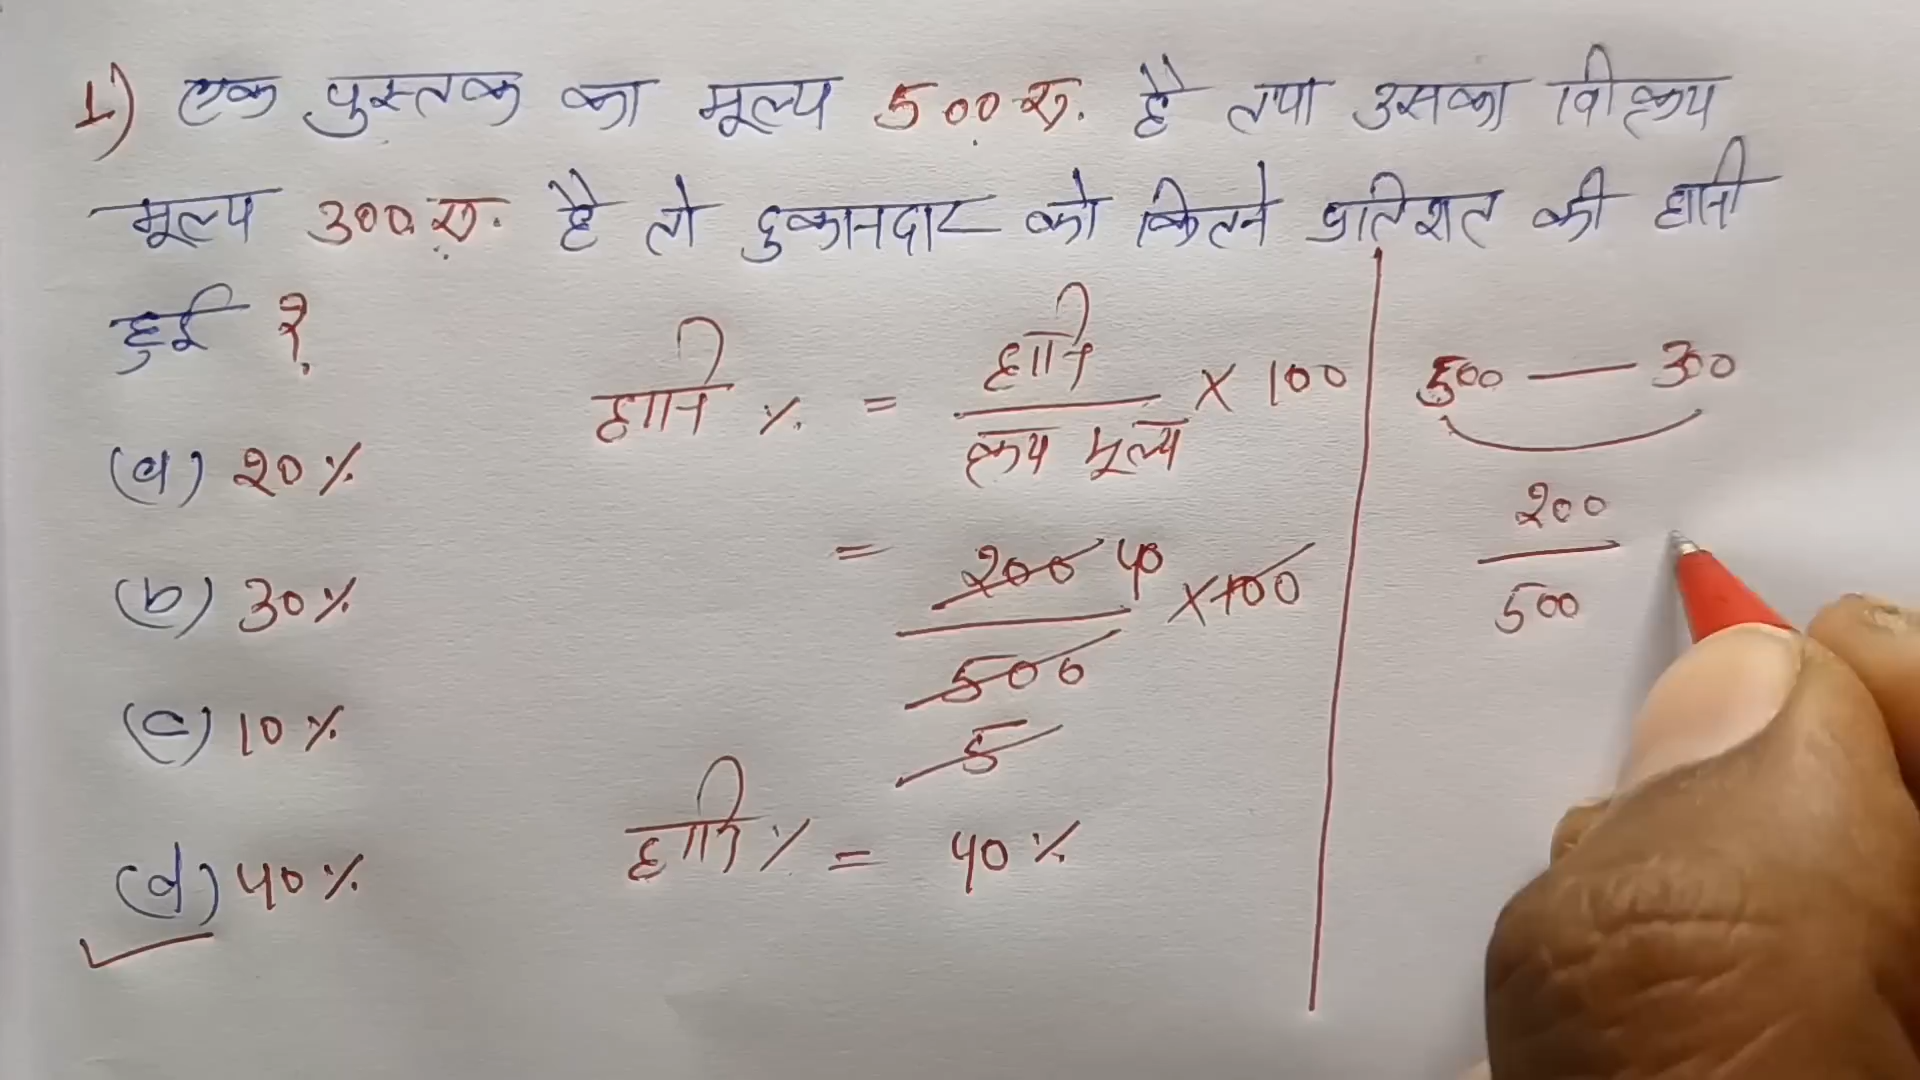 1) एक पुस्तक का मूल्य 500 रु. है तथा उसका विक्रय
मूल्य 300 रु. है तो दुकानदार को कितने प्रतिशत की हानी
हुई ?
(a) 20 %
(b) 30 %
(c) 10 %
(d) 40 %
हानि % = हानि / क्रय मूल्य × 100
= 200 40 / 500 × 100
5
हानि % = 40 %
500 — 300
200
500